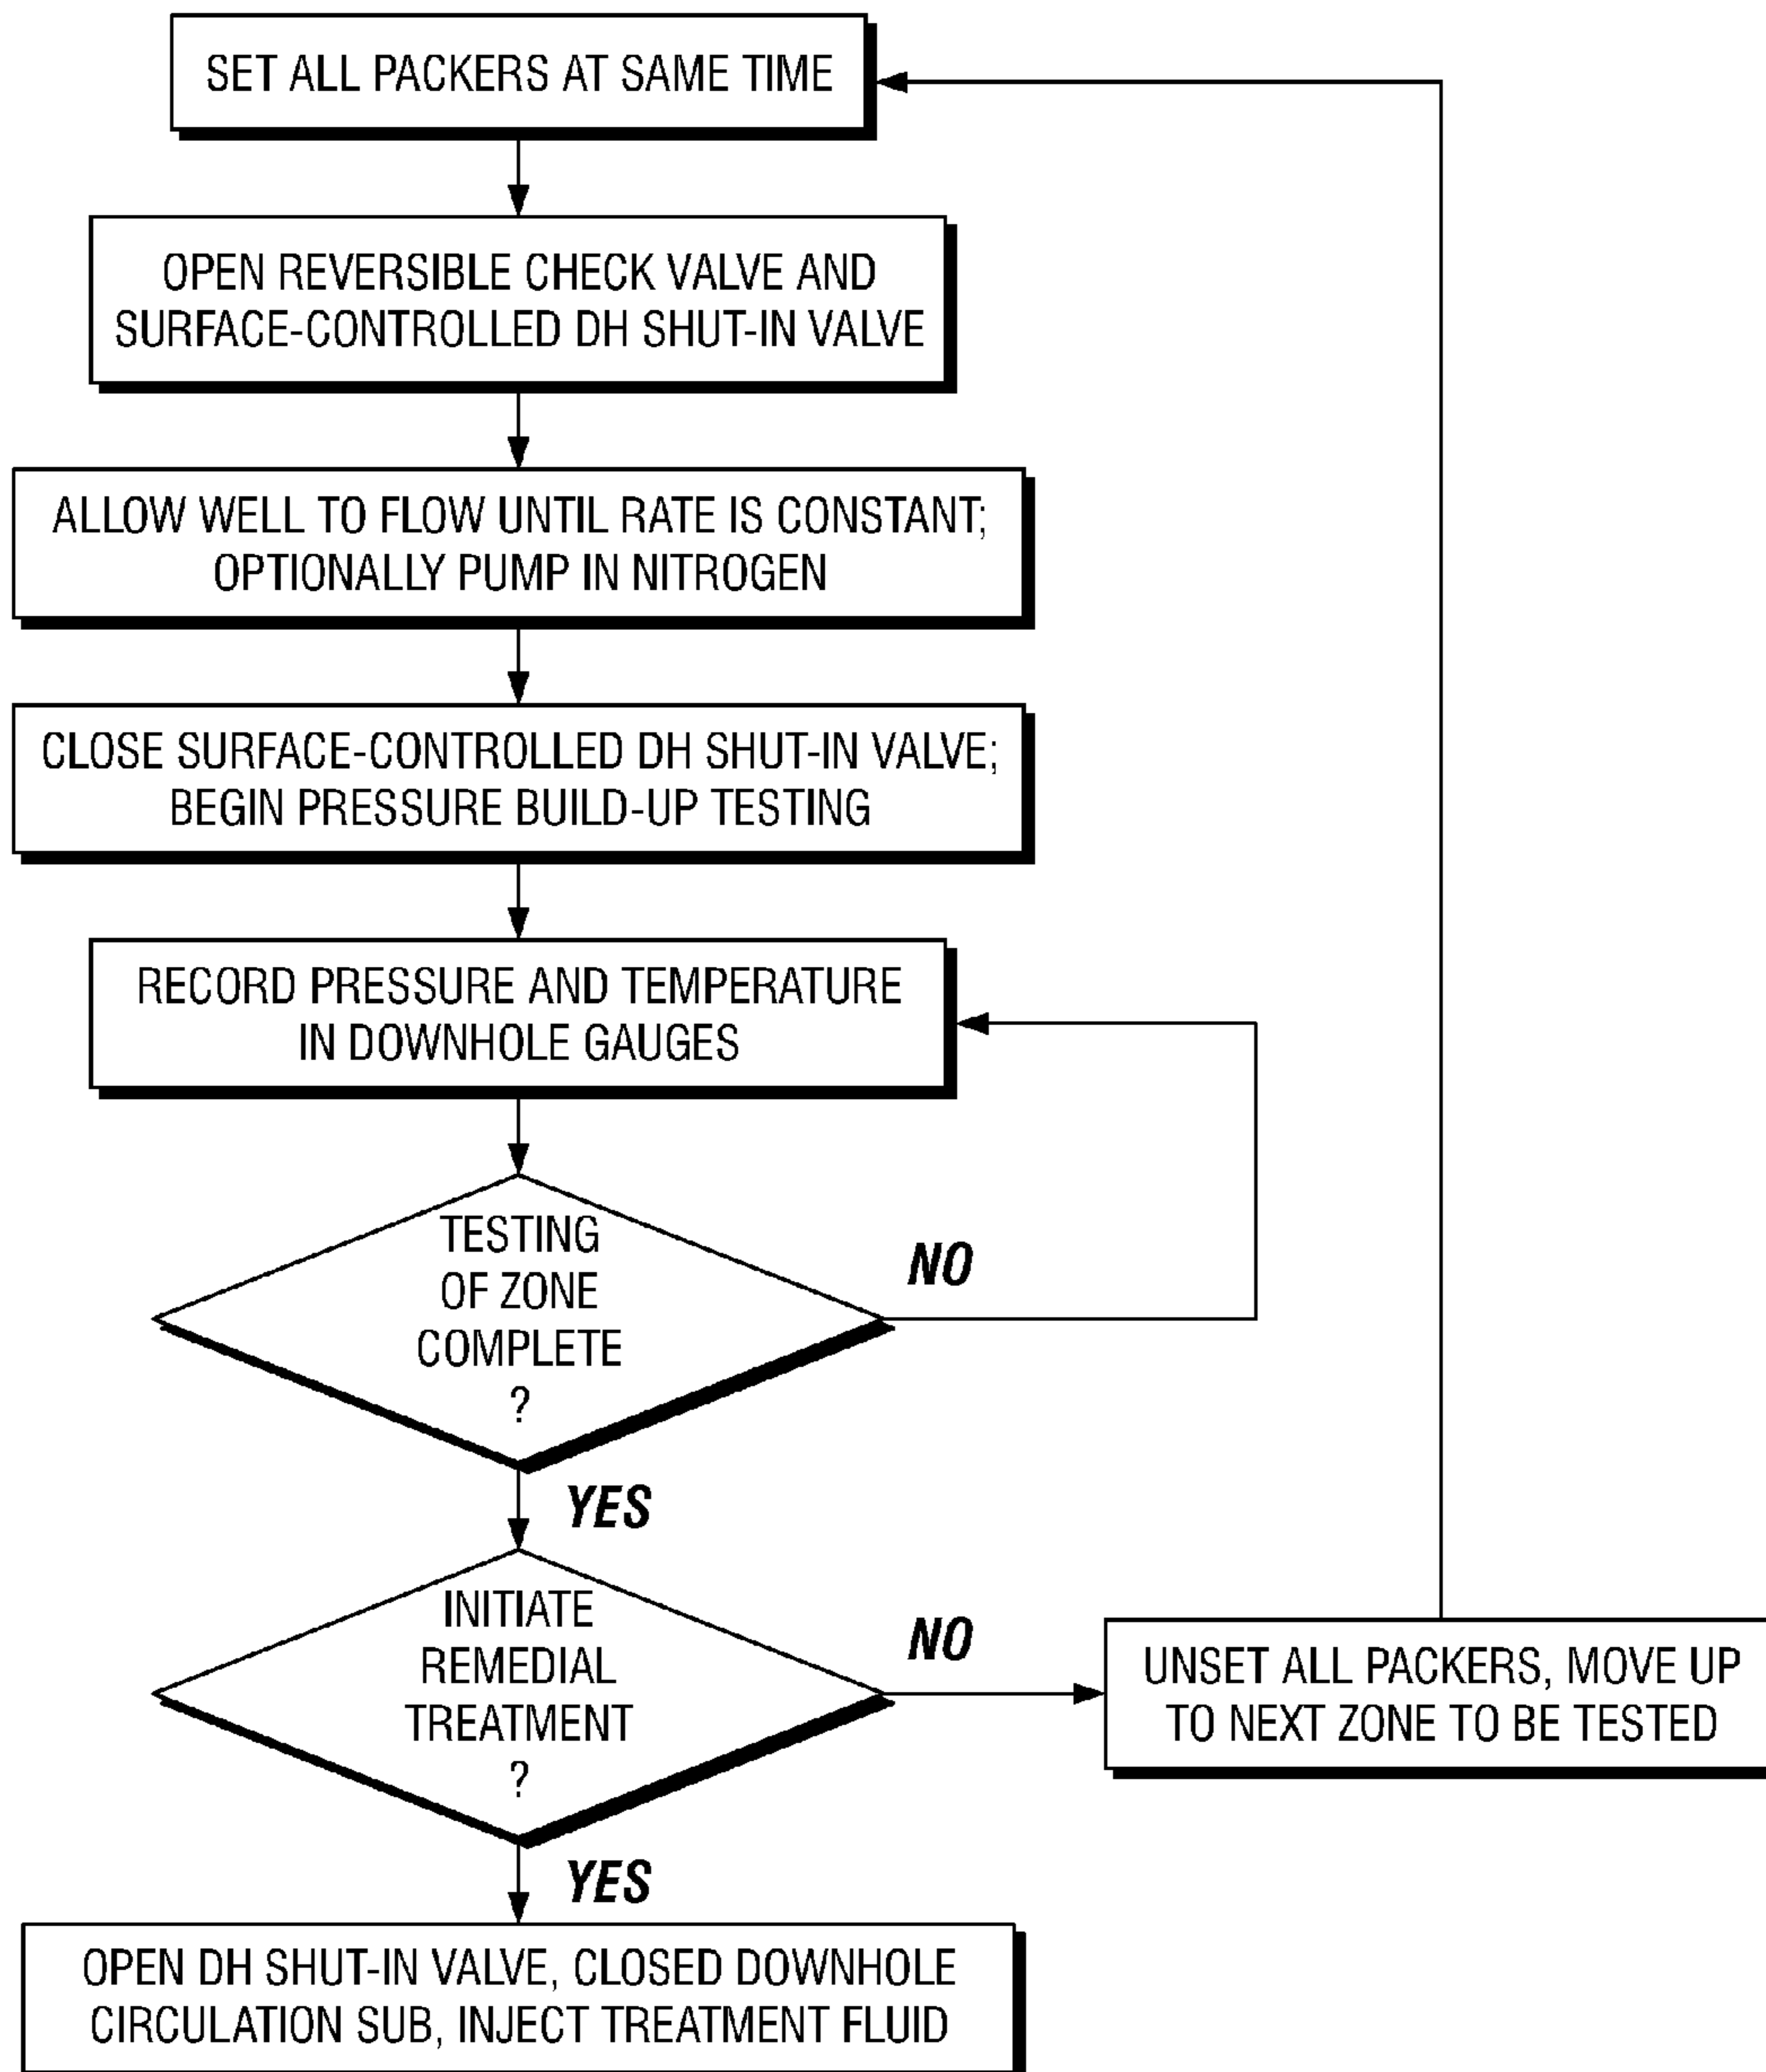 SET ALL PACKERS AT SAME TIME
OPEN REVERSIBLE CHECK VALVE AND
SURFACE-CONTROLLED DH SHUT-IN VALVE
ALLOW WELL TO FLOW UNTIL RATE IS CONSTANT;
OPTIONALLY PUMP IN NITROGEN
CLOSE SURFACE-CONTROLLED DH SHUT-IN VALVE;
BEGIN PRESSURE BUILD-UP TESTING
RECORD PRESSURE AND TEMPERATURE
IN DOWNHOLE GAUGES
TESTING
OF ZONE
COMPLETE
?
NO
YES
INITIATE
REMEDIAL
TREATMENT
?
NO
UNSET ALL PACKERS, MOVE UP
TO NEXT ZONE TO BE TESTED
YES
OPEN DH SHUT-IN VALVE, CLOSED DOWNHOLE
CIRCULATION SUB, INJECT TREATMENT FLUID